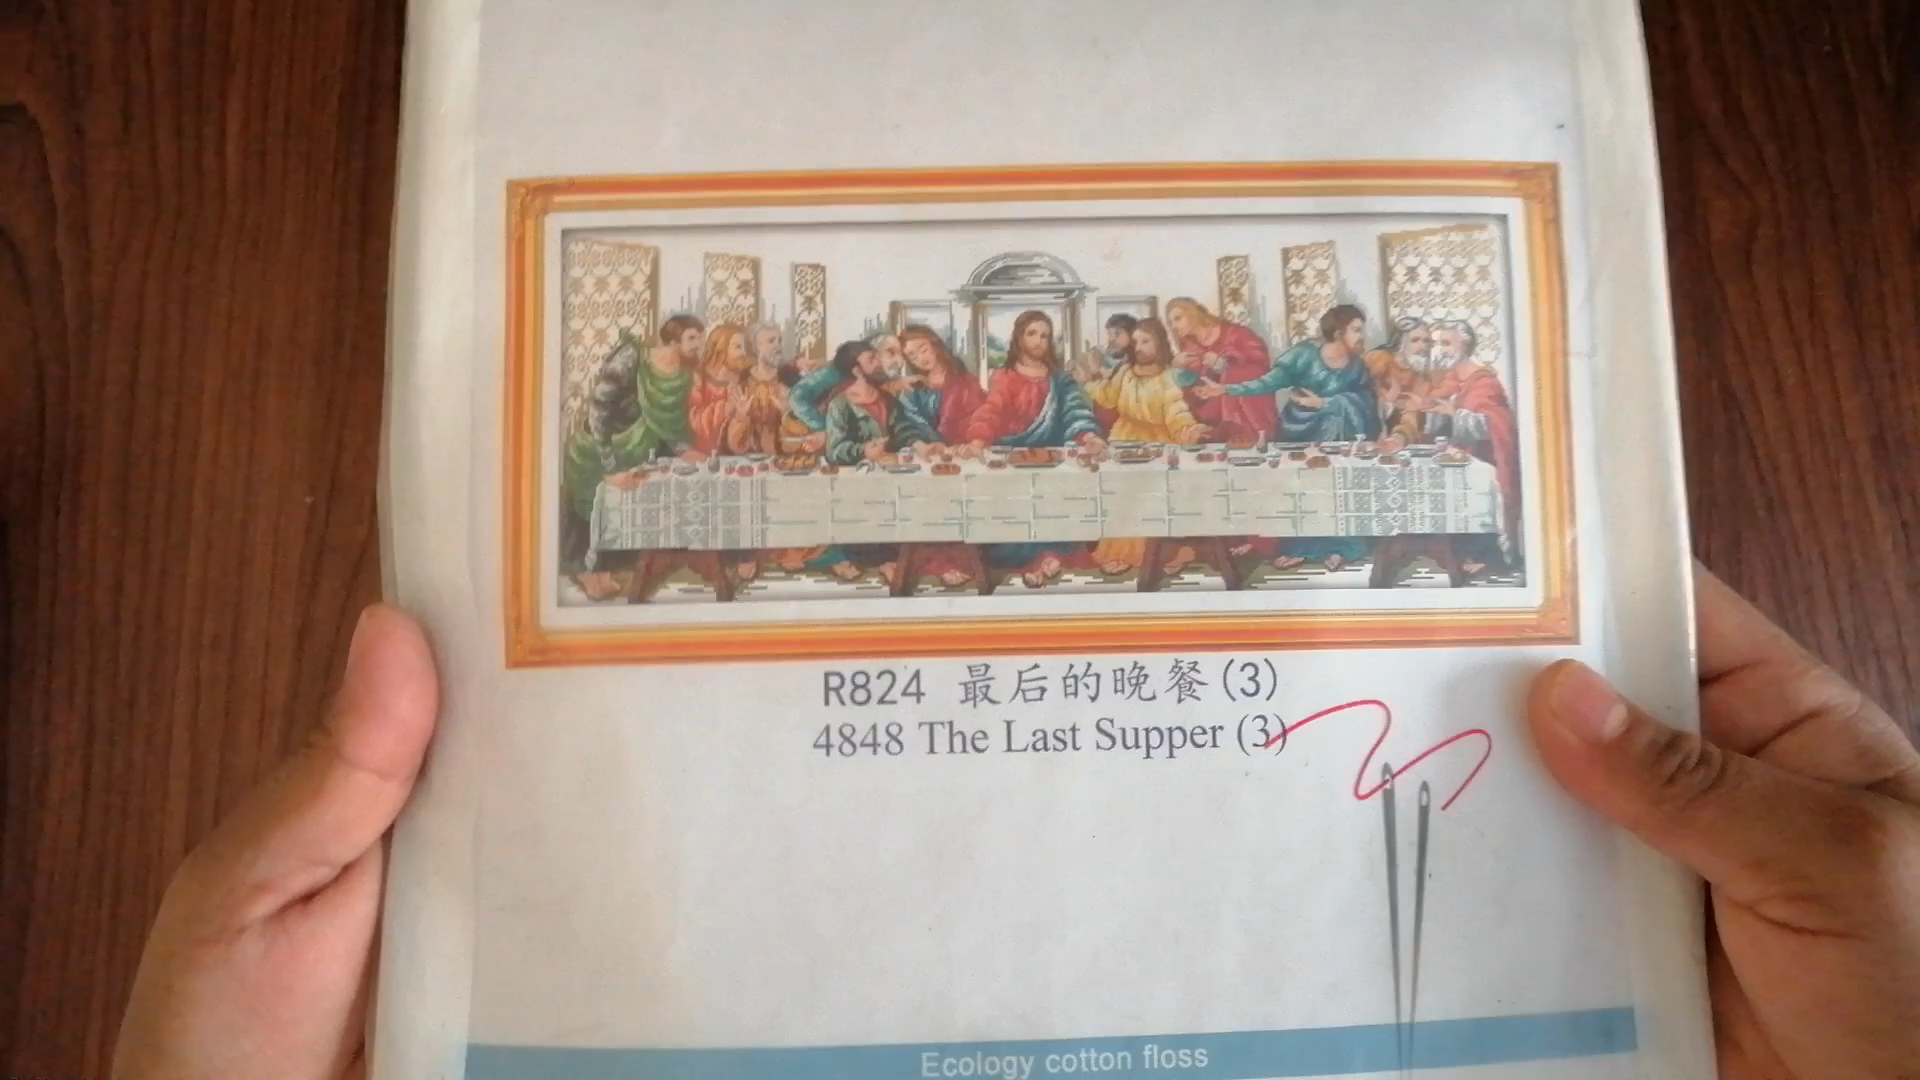 R824 最后的晚餐(3)
4848 The Last Supper (3)
Ecology cotton floss